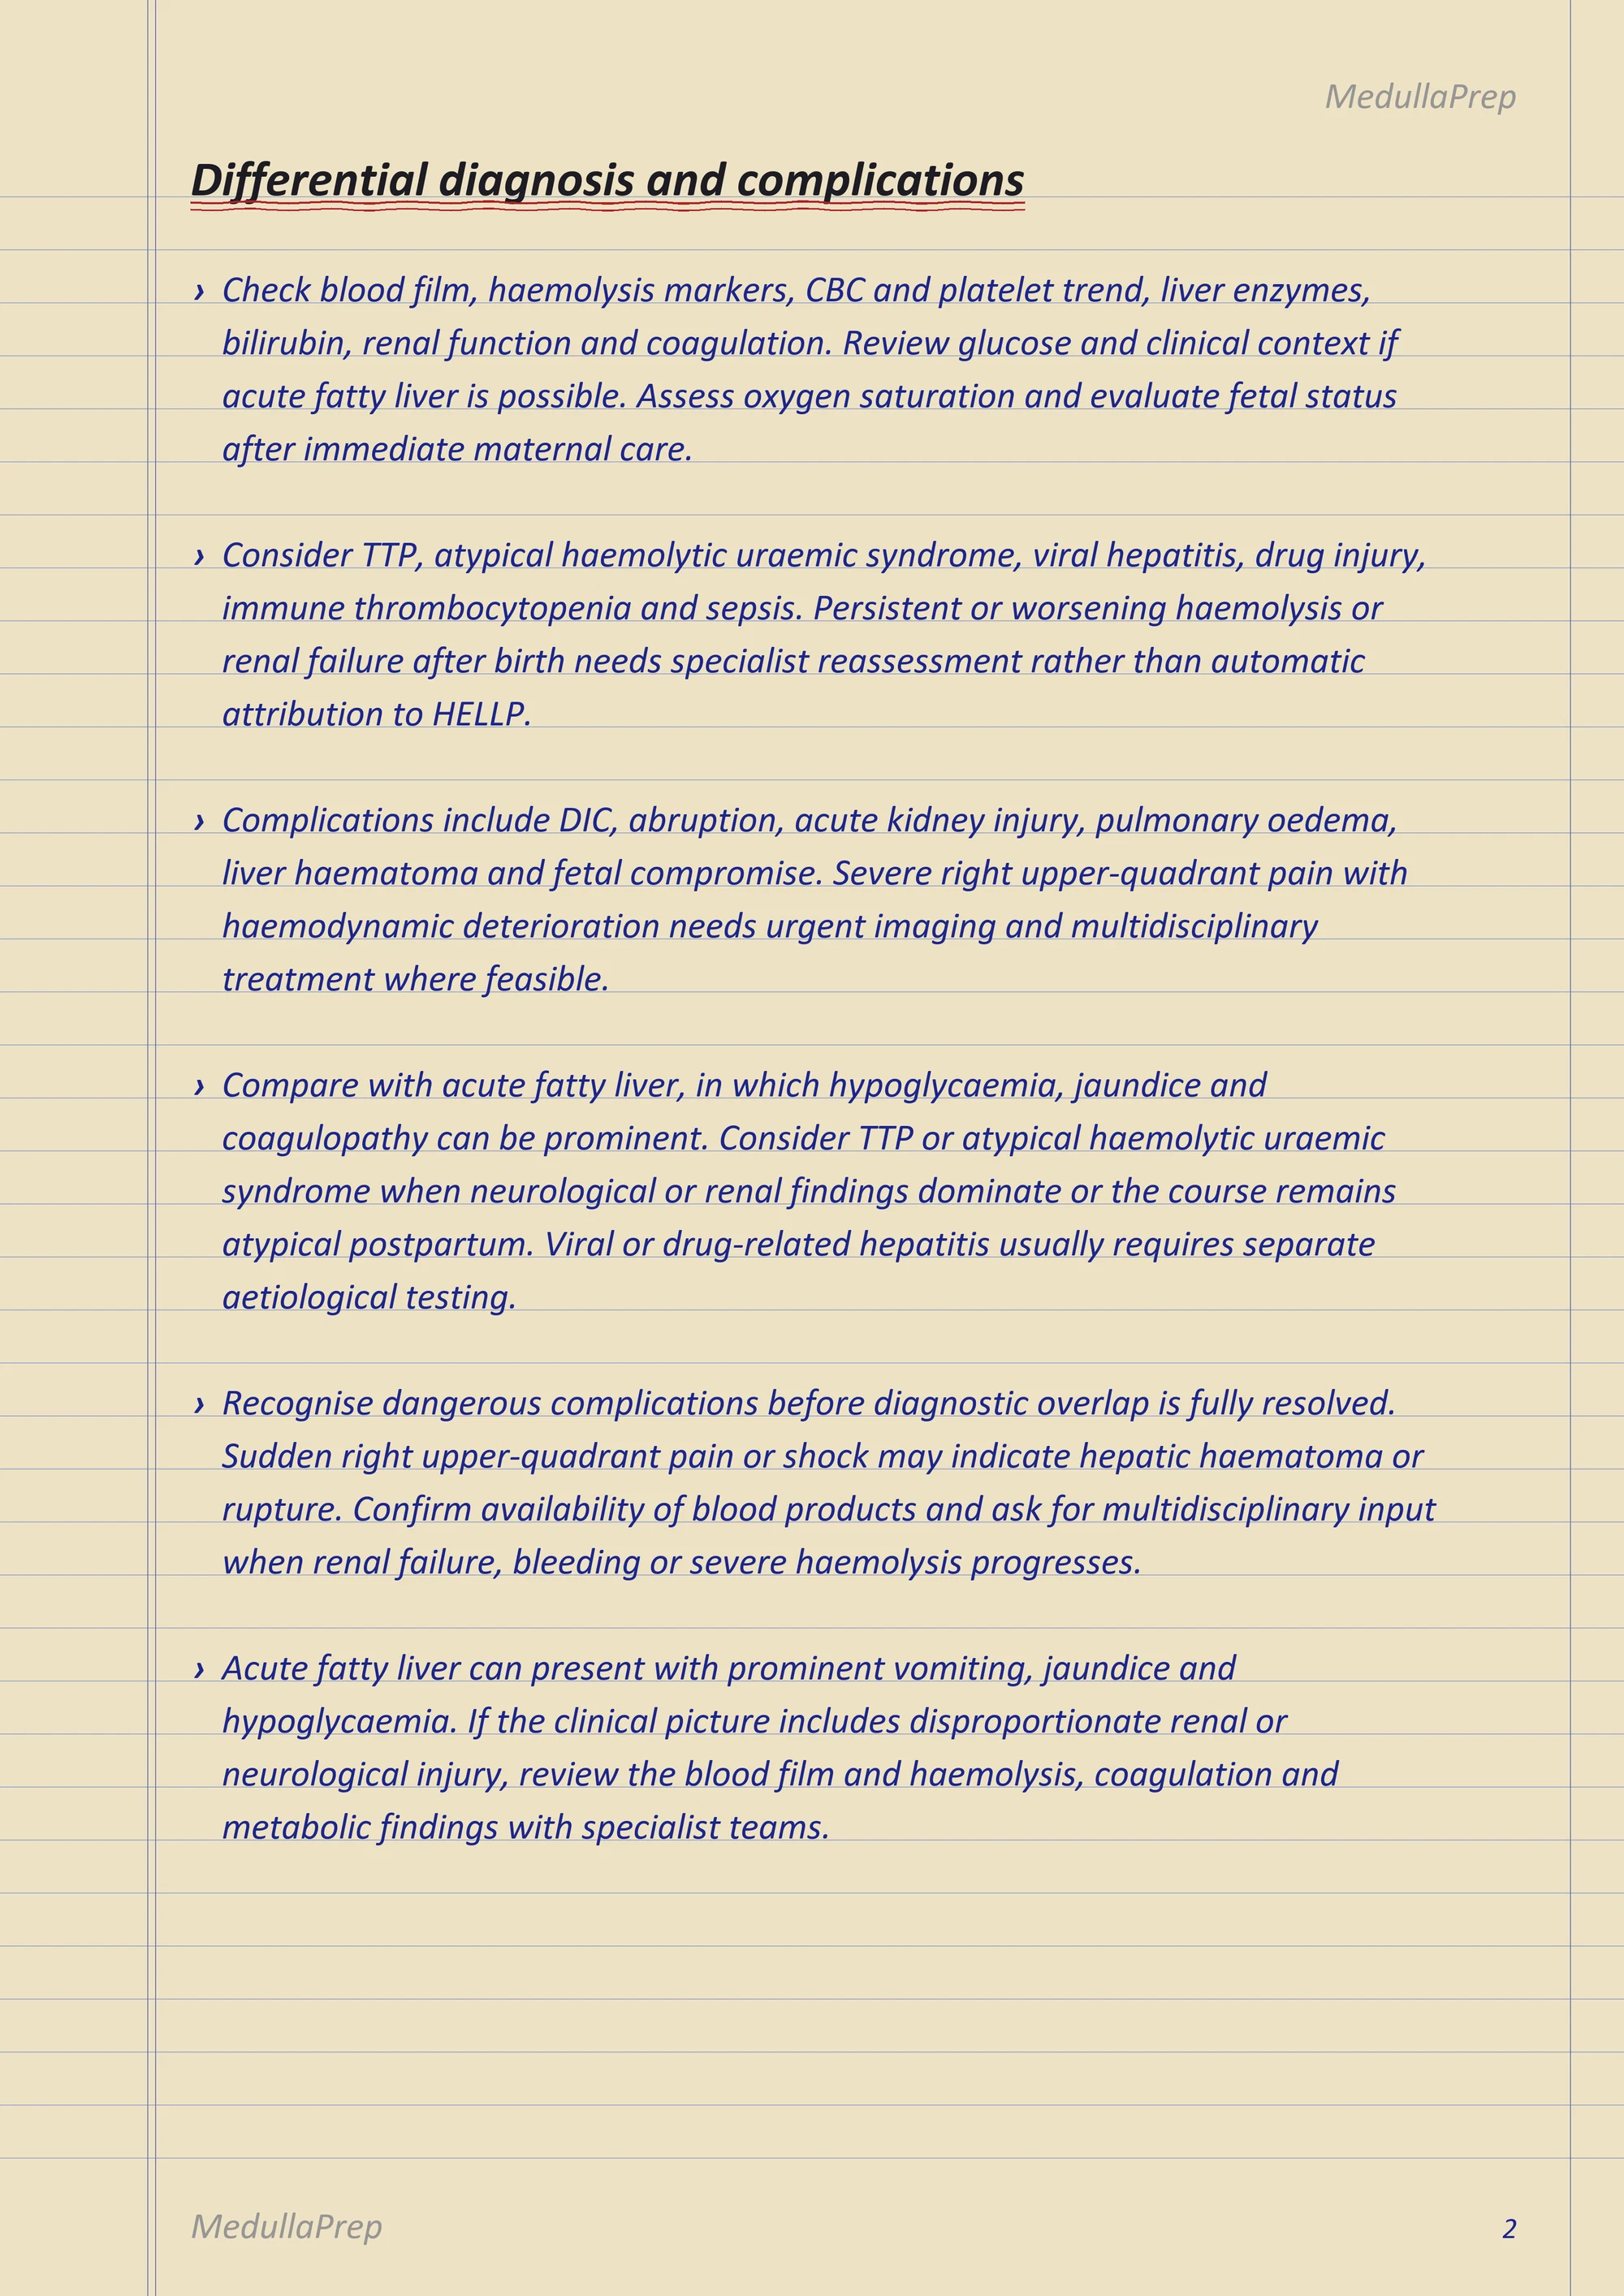 MedullaPrep
Differential diagnosis and complications
› Check blood film, haemolysis markers, CBC and platelet trend, liver enzymes,
bilirubin, renal function and coagulation. Review glucose and clinical context if
acute fatty liver is possible. Assess oxygen saturation and evaluate fetal status
after immediate maternal care.
› Consider TTP, atypical haemolytic uraemic syndrome, viral hepatitis, drug injury,
immune thrombocytopenia and sepsis. Persistent or worsening haemolysis or
renal failure after birth needs specialist reassessment rather than automatic
attribution to HELLP.
› Complications include DIC, abruption, acute kidney injury, pulmonary oedema,
liver haematoma and fetal compromise. Severe right upper-quadrant pain with
haemodynamic deterioration needs urgent imaging and multidisciplinary
treatment where feasible.
› Compare with acute fatty liver, in which hypoglycaemia, jaundice and
coagulopathy can be prominent. Consider TTP or atypical haemolytic uraemic
syndrome when neurological or renal findings dominate or the course remains
atypical postpartum. Viral or drug-related hepatitis usually requires separate
aetiological testing.
› Recognise dangerous complications before diagnostic overlap is fully resolved.
Sudden right upper-quadrant pain or shock may indicate hepatic haematoma or
rupture. Confirm availability of blood products and ask for multidisciplinary input
when renal failure, bleeding or severe haemolysis progresses.
› Acute fatty liver can present with prominent vomiting, jaundice and
hypoglycaemia. If the clinical picture includes disproportionate renal or
neurological injury, review the blood film and haemolysis, coagulation and
metabolic findings with specialist teams.
MedullaPrep
2